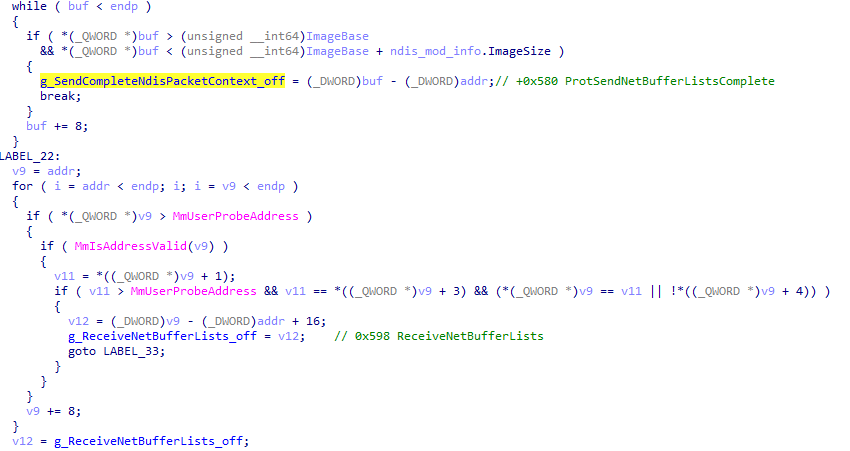 while ( buf < endp )
{
if ( *(_QWORD *)buf > (unsigned __int64)ImageBase
&& *(_QWORD *)buf < (unsigned __int64)ImageBase + ndis_mod_info.ImageSize )
{
g_SendCompleteNdisPacketContext_off = (_DWORD)buf - (_DWORD)addr;// +0x580 ProtSendNetBufferListsComplete
break;
}
buf += 8;
}
LABEL_22:
v9 = addr;
for ( i = addr < endp; i; i = v9 < endp )
{
if ( *(_QWORD *)v9 > MmUserProbeAddress )
{
if ( MmIsAddressValid(v9) )
{
v11 = *((_QWORD *)v9 + 1);
if ( v11 > MmUserProbeAddress && v11 == *((_QWORD *)v9 + 3) && (*(_QWORD *)v9 == v11 || !*((_QWORD *)v9 + 4)) )
{
v12 = (_DWORD)v9 - (_DWORD)addr + 16;
g_ReceiveNetBufferLists_off = v12;    // 0x598 ReceiveNetBufferLists
goto LABEL_33;
}
}
}
v9 += 8;
}
v12 = g_ReceiveNetBufferLists_off;